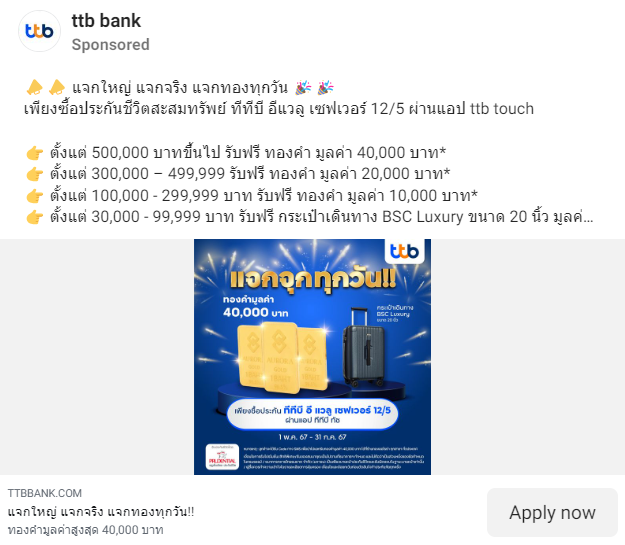 ttb bank
Sponsored
📣 📣 แจกใหญ่ แจกจริง แจกทองทุกวัน 🎉 🎉
เพียงซื้อประกันชีวิตสะสมทรัพย์ ทีทีบี อีแวลู เซฟเวอร์ 12/5 ผ่านแอป ttb touch
👉 ตั้งแต่ 500,000 บาทขึ้นไป รับฟรี ทองคำ มูลค่า 40,000 บาท*
👉 ตั้งแต่ 300,000 – 499,999 รับฟรี ทองคำ มูลค่า 20,000 บาท*
👉 ตั้งแต่ 100,000 - 299,999 บาท รับฟรี ทองคำ มูลค่า 10,000 บาท*
👉 ตั้งแต่ 30,000 - 99,999 บาท รับฟรี กระเป๋าเดินทาง BSC Luxury ขนาด 20 นิ้ว มูลค่...
ttb
แจกจุกทุกวัน!!
ทองคำมูลค่า
40,000 บาท
กระเป๋าเดินทาง
BSC Luxury
ขนาด 20 นิ้ว
เพียงซื้อประกัน ทีทีบี อี แวลู เซฟเวอร์ 12/5
ผ่านแอป ทีทีบี ทัช
1 พ.ค. 67 - 31 ก.ค. 67
PRUDENTIAL
TTBBANK.COM
แจกใหญ่ แจกจริง แจกทองทุกวัน!!
ทองคำมูลค่าสูงสุด 40,000 บาท
Apply now